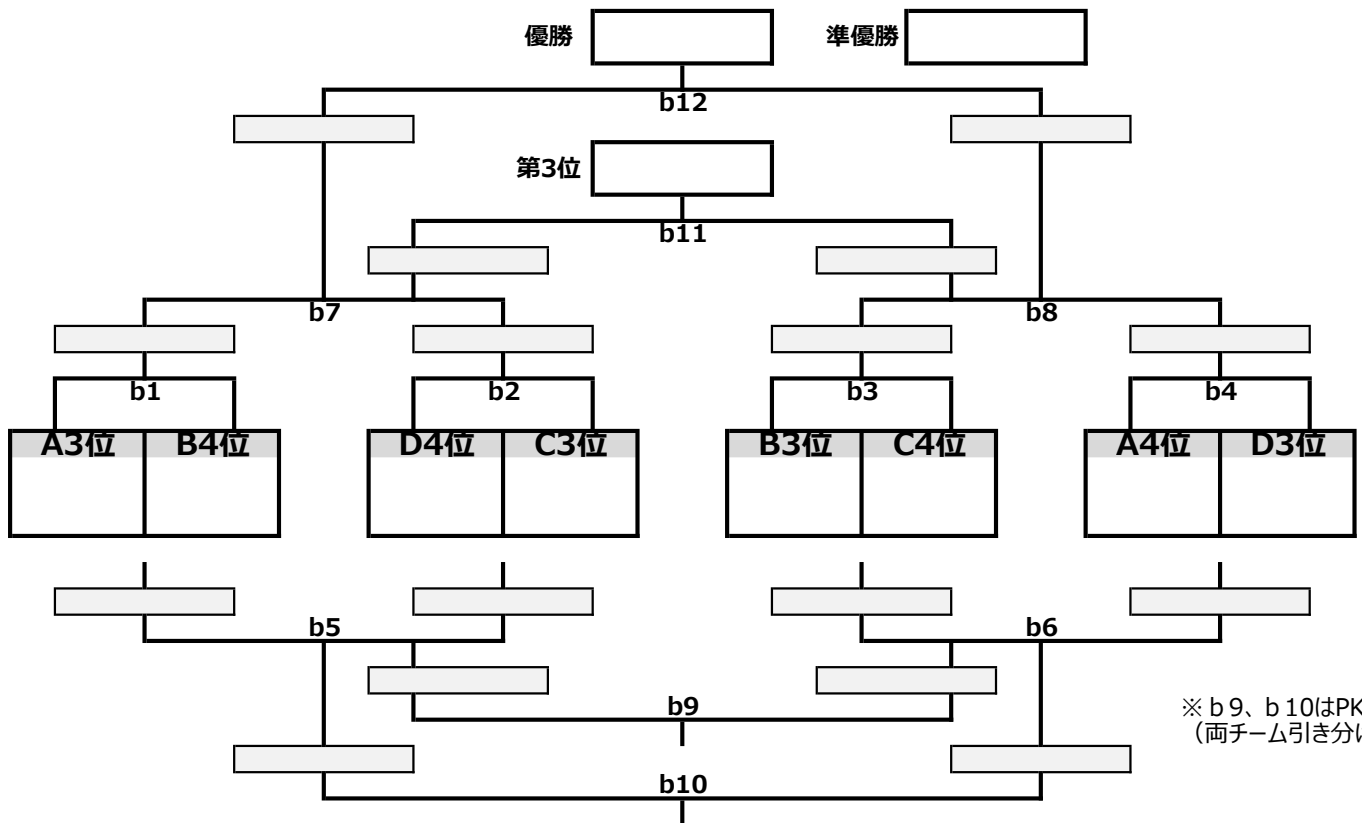 優勝 準優勝
b12
第3位
b11
b7 b8
b1 b2 b3 b4
A3位 B4位 D4位 C3位 B3位 C4位 A4位 D3位
b5 b6
b9
※ｂ9、ｂ10はPK
（両チーム引き分
b10